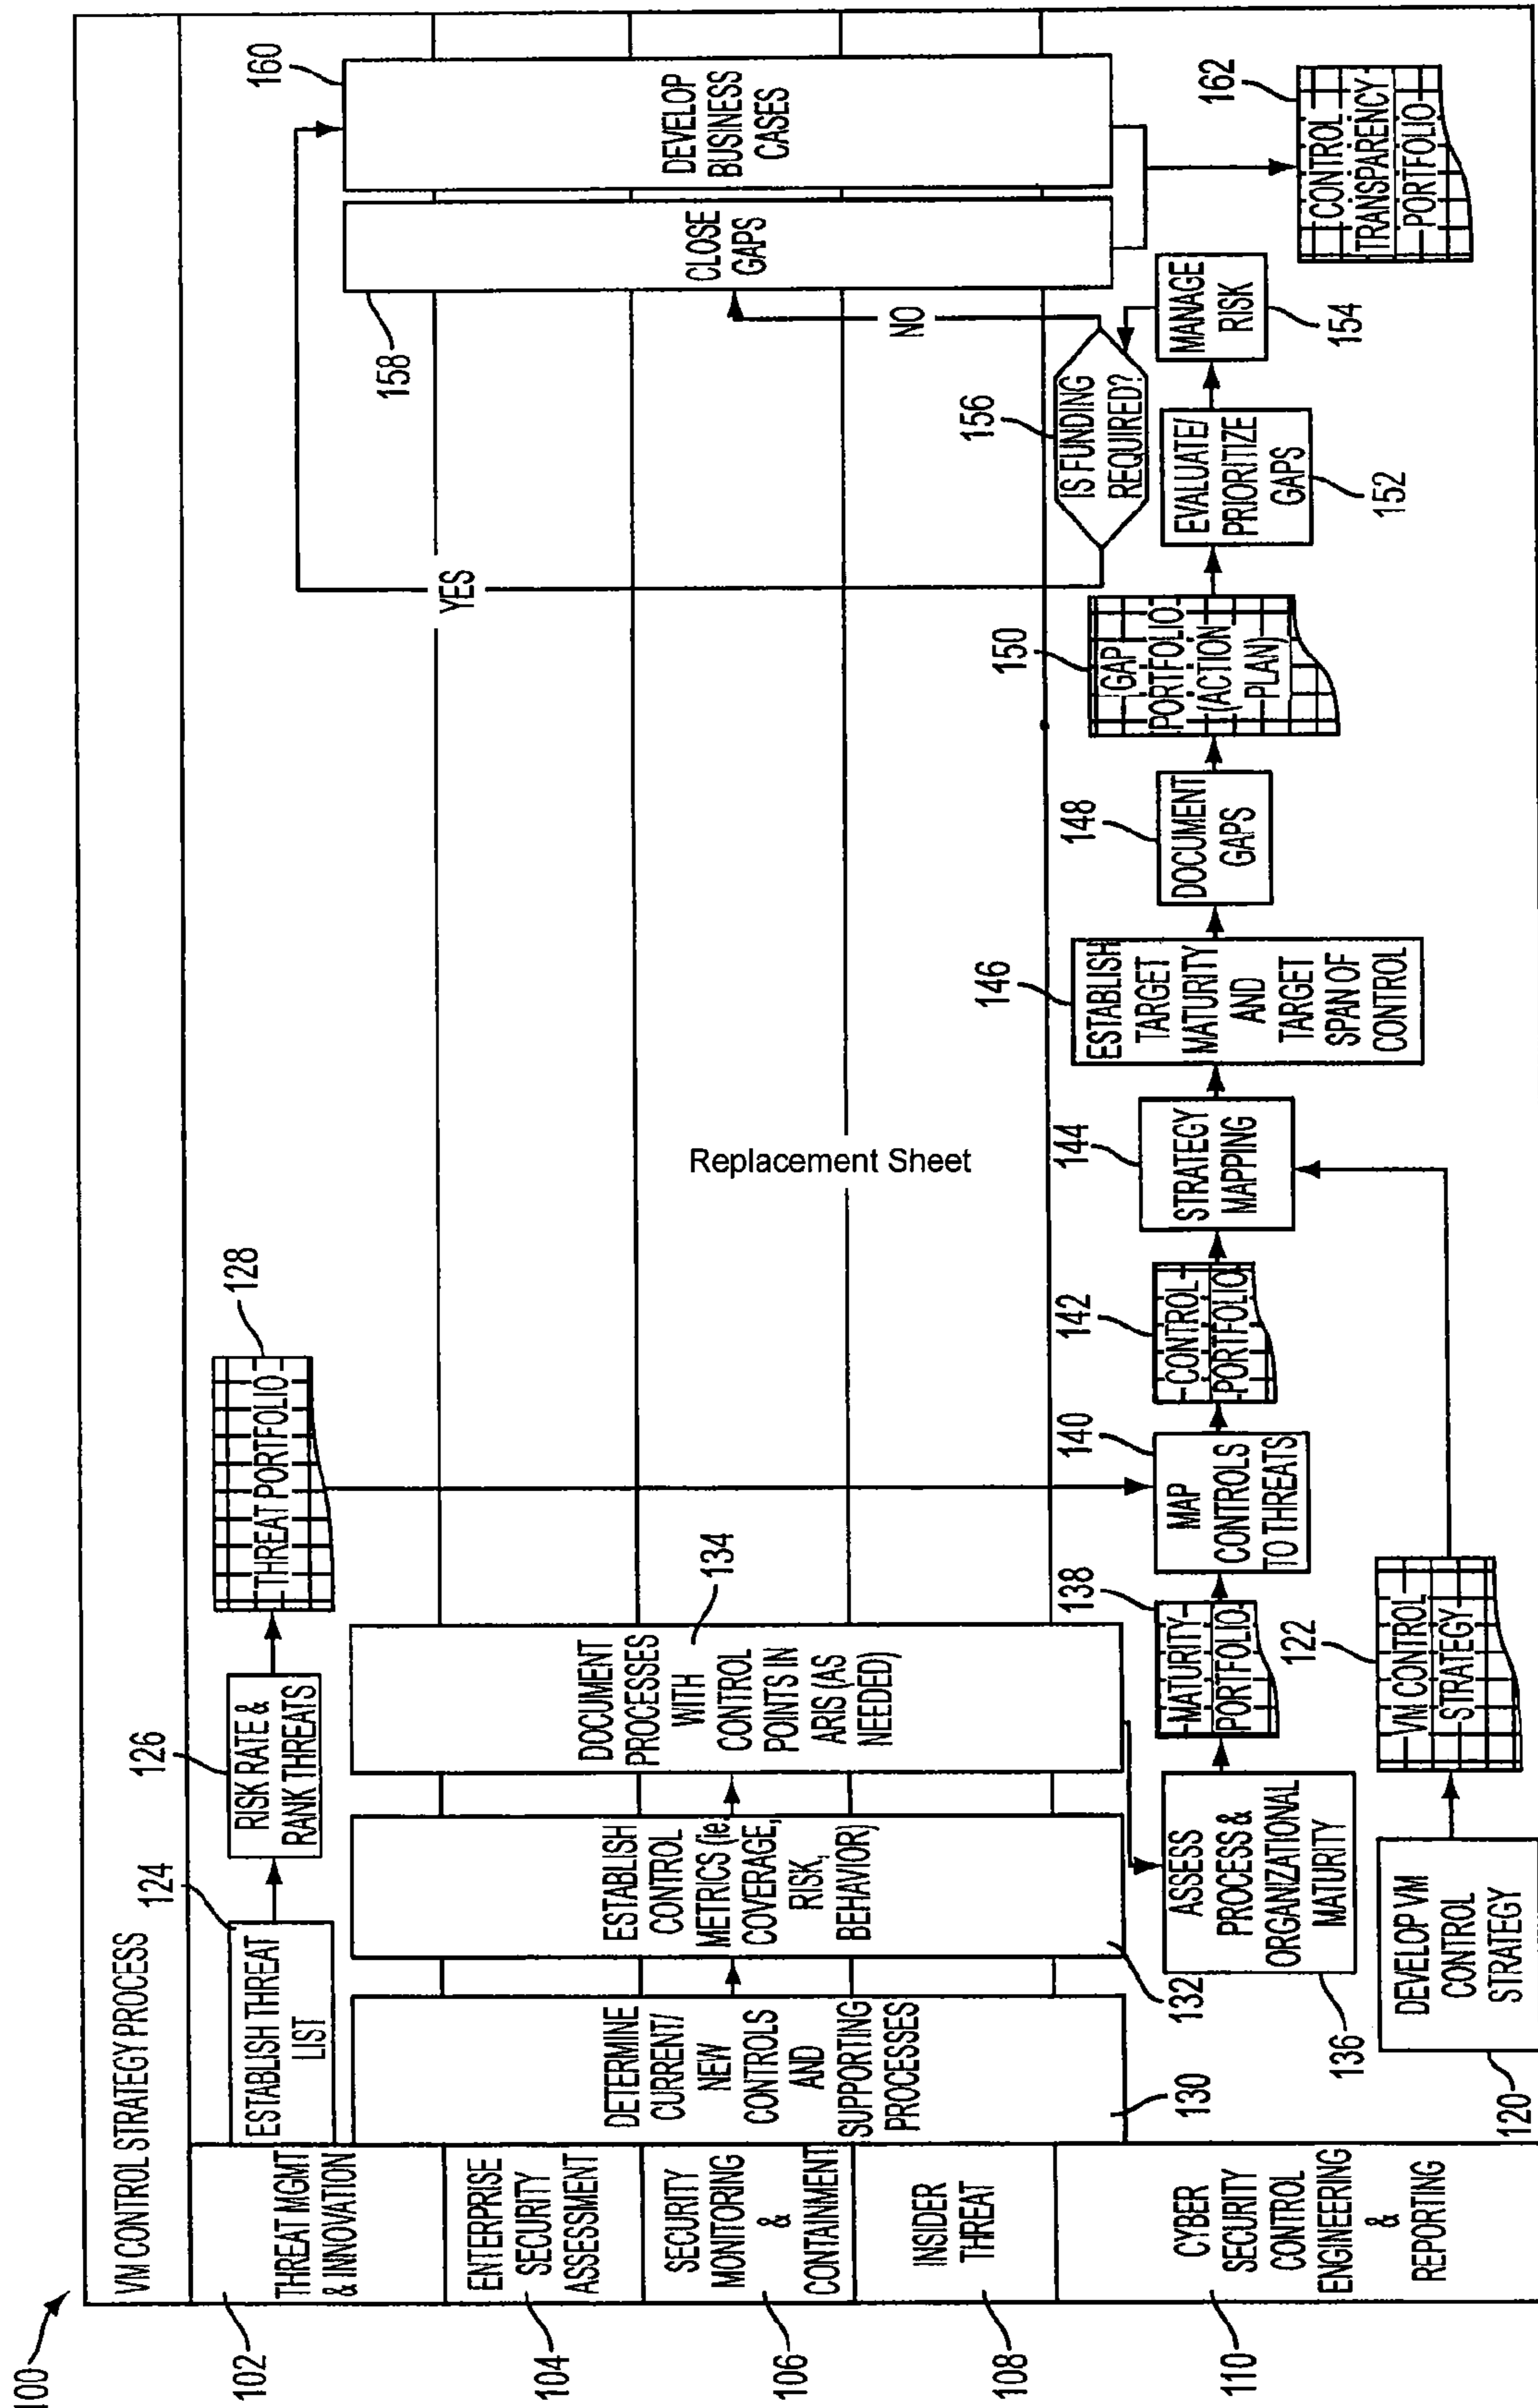 100
VM CONTROL STRATEGY PROCESS
102
THREAT MGMT
& INNOVATION
124
ESTABLISH THREAT
LIST
126
RISK RATE &
RANK THREATS
128
THREAT PORTFOLIO
104
ENTERPRISE
SECURITY
ASSESSMENT
106
SECURITY
MONITORING
&
CONTAINMENT
108
INSIDER
THREAT
110
CYBER
SECURITY
CONTROL
ENGINEERING
&
REPORTING
DETERMINE
CURRENT/
NEW
CONTROLS
AND
SUPPORTING
PROCESSES
130
ESTABLISH
CONTROL
METRICS (ie.
COVERAGE,
RISK,
BEHAVIOR)
132
DOCUMENT
PROCESSES
WITH
CONTROL
POINTS IN
ARIS (AS
NEEDED)
134
ASSESS
PROCESS &
ORGANIZATIONAL
MATURITY
136
138
MATURITY
PORTFOLIO
140
MAP
CONTROLS
TO THREATS
142
CONTROL
PORTFOLIO
144
STRATEGY
MAPPING
146
ESTABLISH
TARGET
MATURITY
AND
TARGET
SPAN OF
CONTROL
148
DOCUMENT
GAPS
150
GAP
PORTFOLIO
(ACTION
PLAN)
EVALUATE/
PRIORITIZE
GAPS
152
MANAGE
RISK
154
156
IS FUNDING
REQUIRED?
YES
NO
158
CLOSE
GAPS
160
DEVELOP
BUSINESS
CASES
162
CONTROL
TRANSPARENCY
PORTFOLIO
DEVELOP VM
CONTROL
STRATEGY
120
122
VM CONTROL
STRATEGY
Replacement Sheet